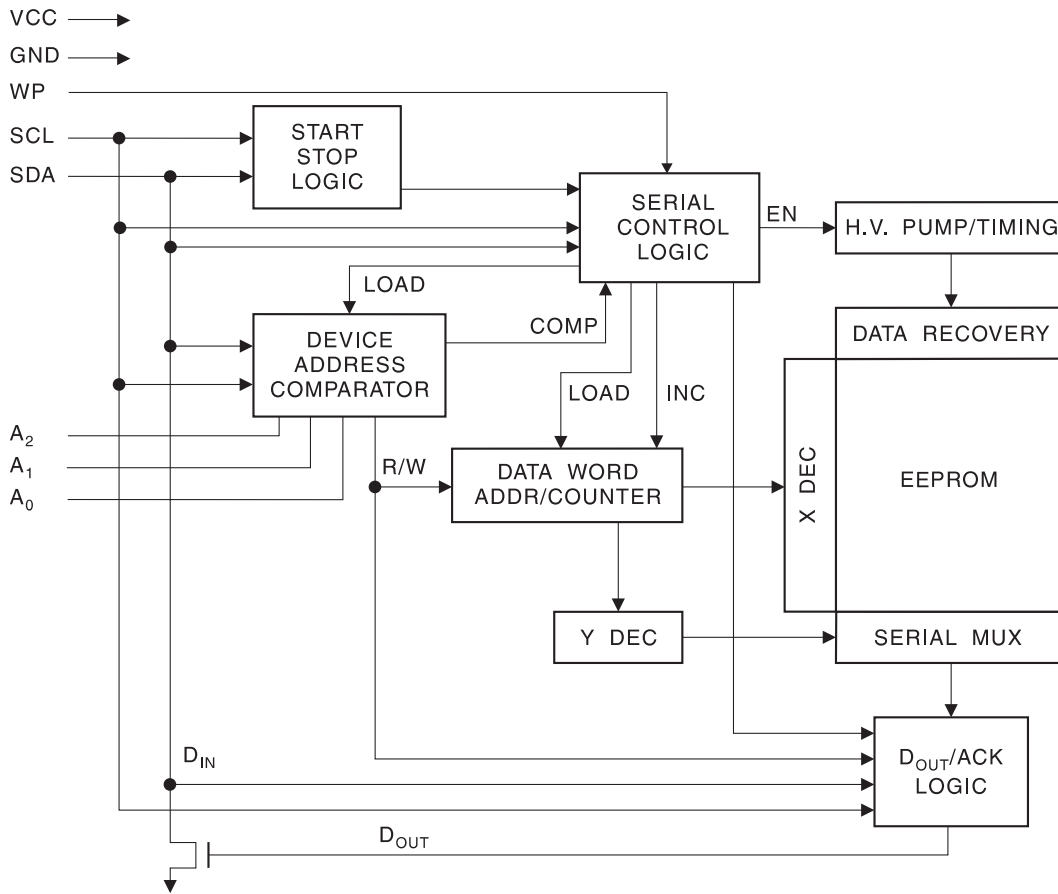 VCC
GND
WP
SCL
SDA
START
STOP
LOGIC
SERIAL
CONTROL
LOGIC
EN
H.V. PUMP/TIMING
LOAD
COMP
DEVICE
ADDRESS
COMPARATOR
DATA RECOVERY
LOAD
INC
A2
A1
A0
R/W
DATA WORD
ADDR/COUNTER
X DEC
EEPROM
Y DEC
SERIAL MUX
DIN
DOUT/ACK
LOGIC
DOUT